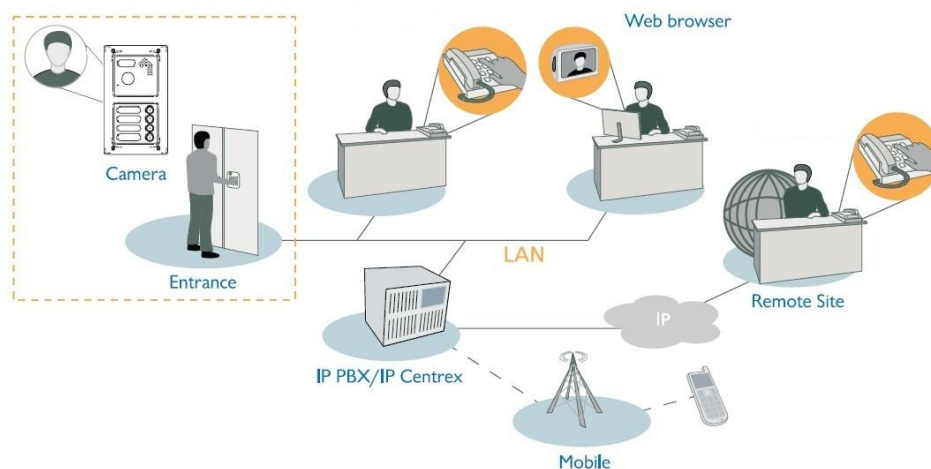 Web browser
Camera
LAN
Entrance
Remote Site
IP
IP PBX/IP Centrex
Mobile